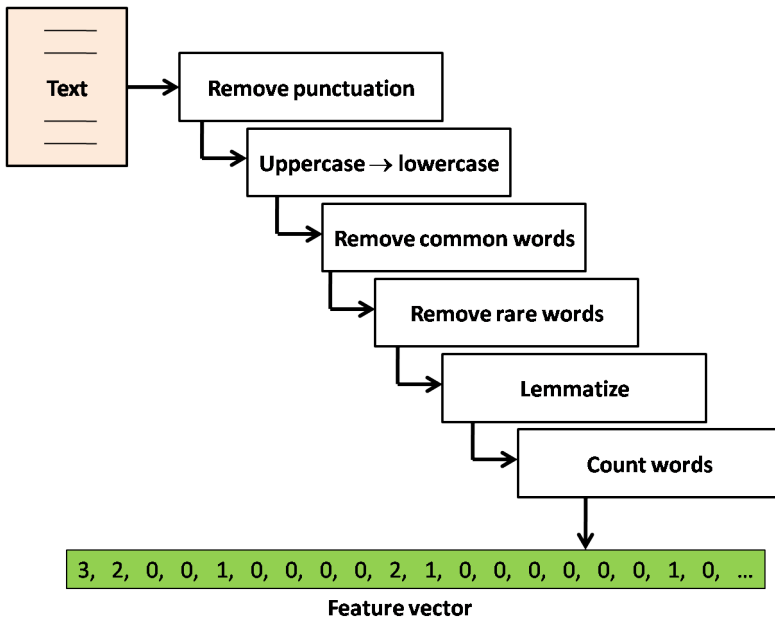 Text
Remove punctuation
Uppercase → lowercase
Remove common words
Remove rare words
Lemmatize
Count words
3, 2, 0, 0, 1, 0, 0, 0, 0, 2, 1, 0, 0, 0, 0, 0, 0, 1, 0, ...
Feature vector